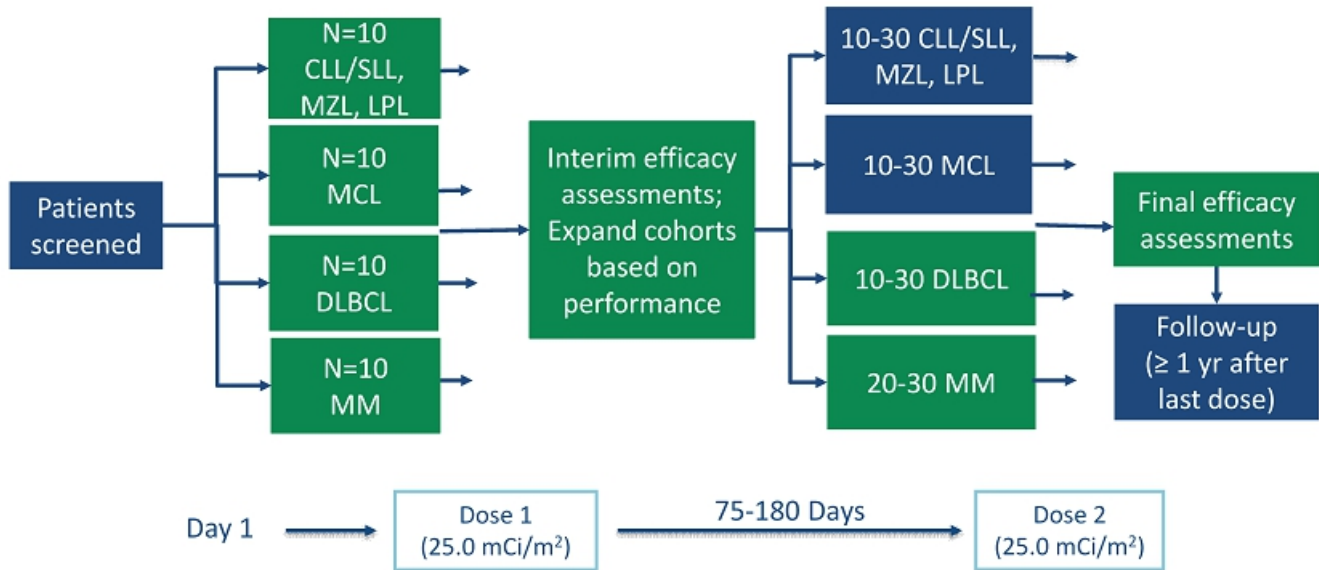 Patients
screened
N=10
CLL/SLL,
MZL, LPL
N=10
MCL
N=10
DLBCL
N=10
MM
Interim efficacy
assessments;
Expand cohorts
based on
performance
10-30 CLL/SLL,
MZL, LPL
10-30 MCL
10-30 DLBCL
20-30 MM
Final efficacy
assessments
Follow-up
(≥ 1 yr after
last dose)
Day 1
Dose 1
(25.0 mCi/m²)
75-180 Days
Dose 2
(25.0 mCi/m²)